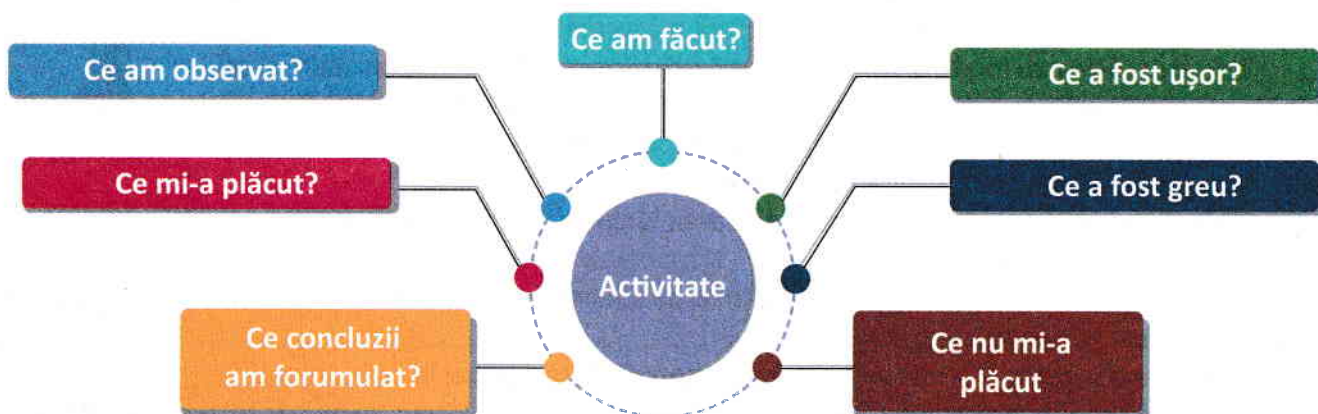 Ce am făcut?
Ce am observat?
Ce a fost ușor?
Ce mi-a plăcut?
Ce a fost greu?
Activitate
Ce concluzii
am forumulat?
Ce nu mi-a
plăcut